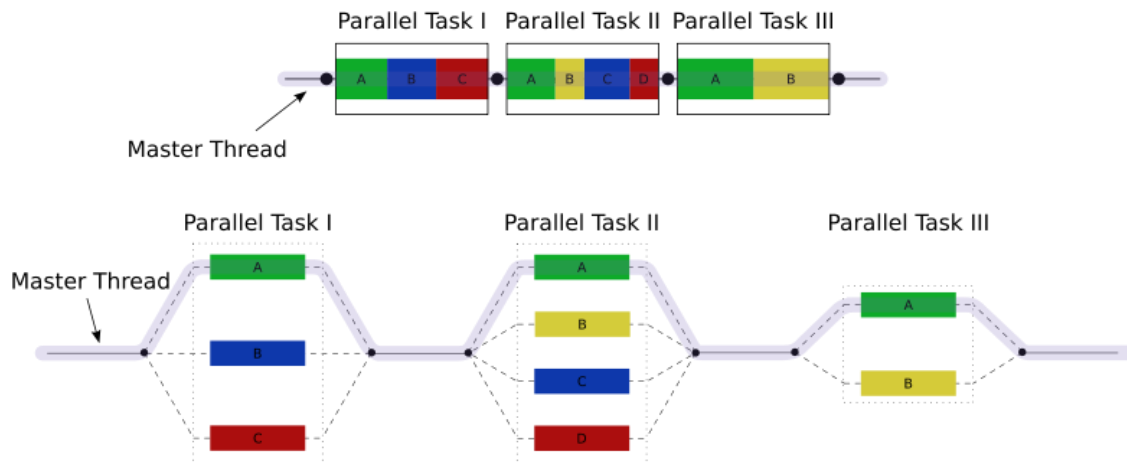 Parallel Task I Parallel Task II Parallel Task III
A B C A B C D A B
Master Thread
Parallel Task I Parallel Task II Parallel Task III
A A
Master Thread
A
B
B
C
B
C D